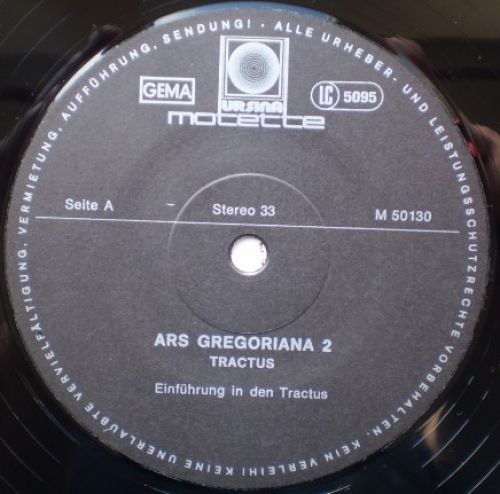 ALLE URHEBER- UND LEISTUNGSSCHUTZRECHTE VORBEHALTEN. KEIN VERLEIH! KEINE UNERLAUBTE VERVIELFÄLTIGUNG, VERMIETUNG, AUFFÜHRUNG, SENDUNG! ·
GEMA
URSINA
motette
LC 5095
Seite A – Stereo 33 M 50130
ARS GREGORIANA 2
TRACTUS
Einführung in den Tractus